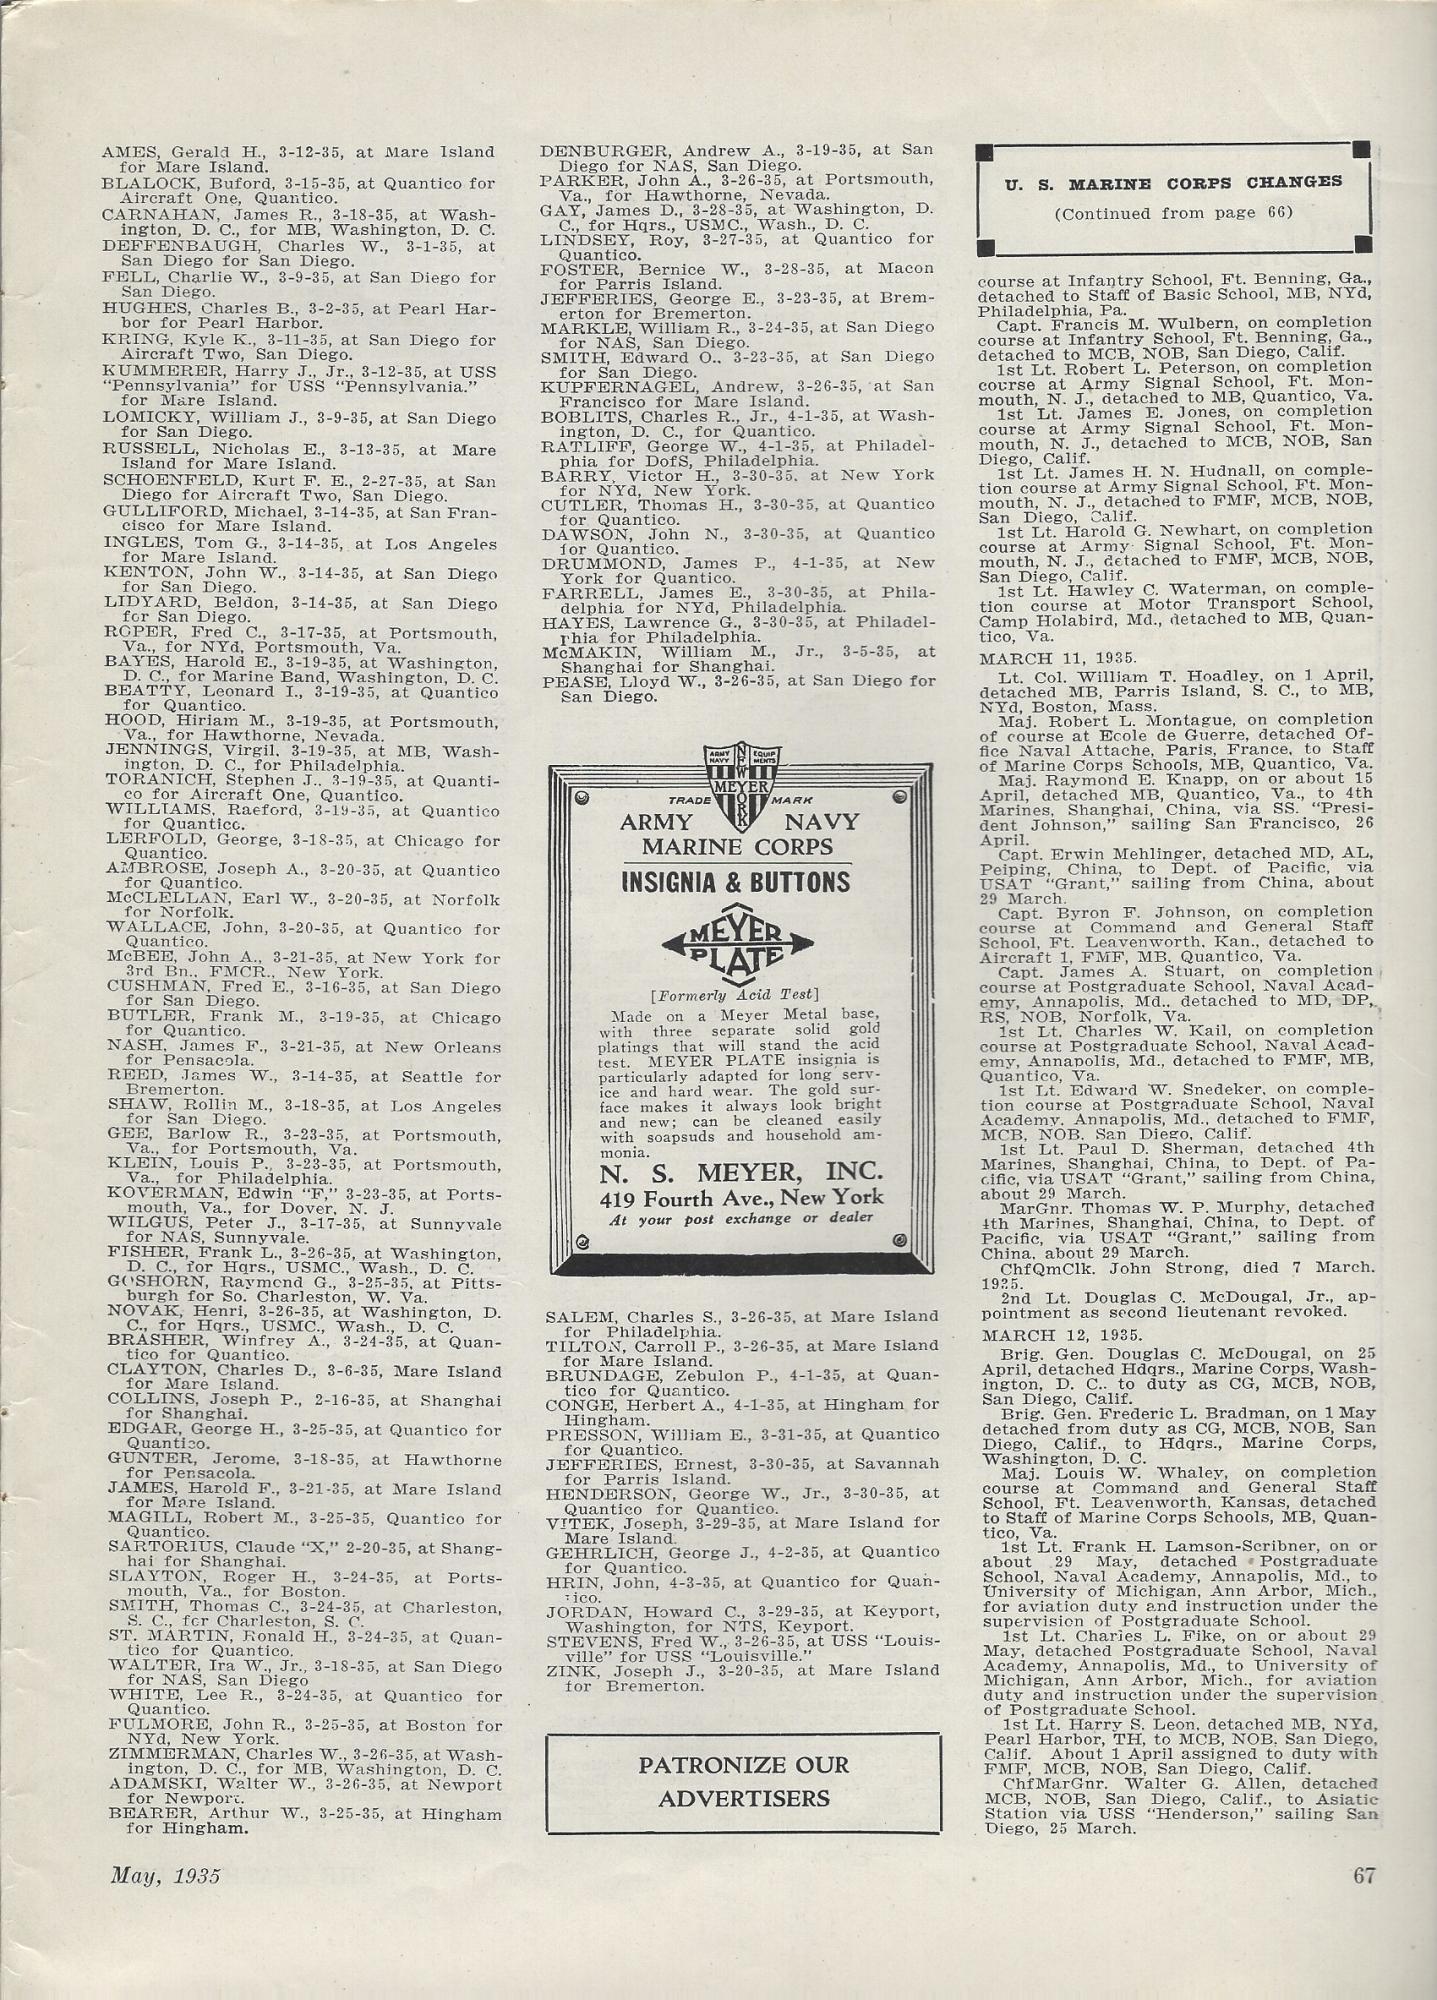 AMES, Gerald H., 3-12-35, at Mare Island
for Mare Island.
BLALOCK, Buford, 3-15-35, at Quantico for
Aircraft One, Quantico.
CARNAHAN, James R., 3-18-35, at Wash-
ington, D. C., for MB, Washington, D. C.
DEFFENBAUGH, Charles W., 3-1-35, at
San Diego for San Diego.
FELL, Charlie W., 3-9-35, at San Diego for
San Diego.
HUGHES, Charles B., 3-2-35, at Pearl Har-
bor for Pearl Harbor.
KRING, Kyle K., 3-11-35, at San Diego for
Aircraft Two, San Diego.
KUMMERER, Harry J., Jr., 3-12-35, at USS
"Pennsylvania" for USS "Pennsylvania."
for Mare Island.
LOMICKY, William J., 3-9-35, at San Diego
for San Diego.
RUSSELL, Nicholas E., 3-13-35, at Mare
Island for Mare Island.
SCHOENFELD, Kurt F. E., 2-27-35, at San
Diego for Aircraft Two, San Diego.
GULLIFORD, Michael, 3-14-35, at San Fran-
cisco for Mare Island.
INGLES, Tom G., 3-14-35, at Los Angeles
for Mare Island.
KENTON, John W., 3-14-35, at San Diego
for San Diego.
LIDYARD, Beldon, 3-14-35, at San Diego
for San Diego.
ROPER, Fred C., 3-17-35, at Portsmouth,
Va., for NYd, Portsmouth, Va.
BAYES, Harold E., 3-19-35, at Washington,
D. C., for Marine Band, Washington, D. C.
BEATTY, Leonard I., 3-19-35, at Quantico
for Quantico.
HOOD, Hiriam M., 3-19-35, at Portsmouth,
Va., for Hawthorne, Nevada.
JENNINGS, Virgil, 3-19-35, at MB, Wash-
ington, D. C., for Philadelphia.
TORANICH, Stephen J., 3-19-35, at Quanti-
co for Aircraft One, Quantico.
WILLIAMS, Raeford, 3-19-35, at Quantico
for Quantico.
LERFOLD, George, 3-18-35, at Chicago for
Quantico.
AMBROSE, Joseph A., 3-20-35, at Quantico
for Quantico.
McCLELLAN, Earl W., 3-20-35, at Norfolk
for Norfolk.
WALLACE, John, 3-20-35, at Quantico for
Quantico.
McBEE, John A., 3-21-35, at New York for
3rd Bn., FMCR., New York.
CUSHMAN, Fred E., 3-16-35, at San Diego
for San Diego.
BUTLER, Frank M., 3-19-35, at Chicago
for Quantico.
NASH, James F., 3-21-35, at New Orleans
for Pensacola.
REED, James W., 3-14-35, at Seattle for
Bremerton.
SHAW, Rollin M., 3-18-35, at Los Angeles
for San Diego.
GEE, Barlow R., 3-23-35, at Portsmouth,
Va., for Portsmouth, Va.
KLEIN, Louis P., 3-23-35, at Portsmouth,
Va., for Philadelphia.
KOVERMAN, Edwin "F," 3-23-35, at Ports-
mouth, Va., for Dover, N. J.
WILGUS, Peter J., 3-17-35, at Sunnyvale
for NAS, Sunnyvale.
FISHER, Frank L., 3-26-35, at Washington,
D. C., for Hqrs., USMC., Wash., D. C.
GOSHORN, Raymond G., 3-25-35, at Pitts-
burgh for So. Charleston, W. Va.
NOVAK, Henri, 3-26-35, at Washington, D.
C., for Hqrs, USMC., Wash., D. C.
BRASHER, Winfrey A., 3-24-35, at Quan-
tico for Quantico.
CLAYTON, Charles D., 3-6-35, Mare Island
for Mare Island.
COLLINS, Joseph P., 2-16-35, at Shanghai
for Shanghai.
EDGAR, George H., 3-25-35, at Quantico for
Quantico.
GUNTER, Jerome, 3-18-35, at Hawthorne
for Pensacola.
JAMES, Harold F., 3-21-35, at Mare Island
for Mare Island.
MAGILL, Robert M., 3-25-35, Quantico for
Quantico.
SARTORIUS, Claude "X," 2-20-35, at Shang-
hai for Shanghai.
SLAYTON, Roger H., 3-24-35, at Ports-
mouth, Va., for Boston.
SMITH, Thomas C., 3-24-35, at Charleston,
S. C., for Charleston, S. C.
ST. MARTIN, Ronald H., 3-24-35, at Quan-
tico for Quantico.
WALTER, Ira W., Jr., 3-18-35, at San Diego
for NAS, San Diego
WHITE, Lee R., 3-24-35, at Quantico for
Quantico.
FULMORE, John R., 3-25-35, at Boston for
NYd, New York.
ZIMMERMAN, Charles W., 3-26-35, at Wash-
ington, D. C., for MB, Washington, D. C.
ADAMSKI, Walter W., 3-26-35, at Newport
for Newport.
BEARER, Arthur W., 3-25-35, at Hingham
for Hingham.
DENBURGER, Andrew A., 3-19-35, at San
Diego for NAS, San Diego.
PARKER, John A., 3-26-35, at Portsmouth,
Va., for Hawthorne, Nevada.
GAY, James D., 3-28-35, at Washington, D.
C., for Hqrs., USMC., Wash., D. C.
LINDSEY, Roy, 3-27-35, at Quantico for
Quantico.
FOSTER, Bernice W., 3-28-35, at Macon
for Parris Island.
JEFFERIES, George E., 3-23-35, at Brem-
erton for Bremerton.
MARKLE, William R., 3-24-35, at San Diego
for NAS, San Diego.
SMITH, Edward O., 3-23-35, at San Diego
for San Diego.
KUPFERNAGEL, Andrew, 3-26-35, at San
Francisco for Mare Island.
BOBLITS, Charles R., Jr., 4-1-35, at Wash-
ington, D. C., for Quantico.
RATLIFF, George W., 4-1-35, at Philadel-
phia for DofS, Philadelphia.
BARRY, Victor H., 3-30-35, at New York
for NYd, New York.
CUTLER, Thomas H., 3-30-35, at Quantico
for Quantico.
DAWSON, John N., 3-30-35, at Quantico
for Quantico.
DRUMMOND, James P., 4-1-35, at New
York for Quantico.
FARRELL, James E., 3-30-35, at Phila-
delphia for NYd, Philadelphia.
HAYES, Lawrence G., 3-30-35, at Philadel-
phia for Philadelphia.
McMAKIN, William M., Jr., 3-5-35, at
Shanghai for Shanghai.
PEASE, Lloyd W., 3-26-35, at San Diego for
San Diego.
ARMY NAVY EQUIPMENTS
MEYER
NEW YORK
TRADE MARK
ARMY NAVY
MARINE CORPS
INSIGNIA & BUTTONS
MEYER
PLATE
[Formerly Acid Test]
Made on a Meyer Metal base,
with three separate solid gold
platings that will stand the acid
test. MEYER PLATE insignia is
particularly adapted for long serv-
ice and hard wear. The gold sur-
face makes it always look bright
and new; can be cleaned easily
with soapsuds and household am-
monia.
N. S. MEYER, INC.
419 Fourth Ave., New York
At your post exchange or dealer
SALEM, Charles S., 3-26-35, at Mare Island
for Philadelphia.
TILTON, Carroll P., 3-26-35, at Mare Island
for Mare Island.
BRUNDAGE, Zebulon P., 4-1-35, at Quan-
tico for Quantico.
CONGE, Herbert A., 4-1-35, at Hingham for
Hingham.
PRESSON, William E., 3-31-35, at Quantico
for Quantico.
JEFFERIES, Ernest, 3-30-35, at Savannah
for Parris Island.
HENDERSON, George W., Jr., 3-30-35, at
Quantico for Quantico.
VITEK, Joseph, 3-29-35, at Mare Island for
Mare Island.
GEHRLICH, George J., 4-2-35, at Quantico
for Quantico.
HRIN, John, 4-3-35, at Quantico for Quan-
tico.
JORDAN, Howard C., 3-29-35, at Keyport,
Washington, for NTS, Keyport.
STEVENS, Fred W., 3-26-35, at USS "Louis-
ville" for USS "Louisville."
ZINK, Joseph J., 3-20-35, at Mare Island
for Bremerton.
PATRONIZE OUR
ADVERTISERS
U. S. MARINE CORPS CHANGES
(Continued from page 66)
course at Infantry School, Ft. Benning, Ga.,
detached to Staff of Basic School, MB, NYd,
Philadelphia, Pa.
Capt. Francis M. Wulbern, on completion
course at Infantry School, Ft. Benning, Ga.,
detached to MCB, NOB, San Diego, Calif.
1st Lt. Robert L. Peterson, on completion
course at Army Signal School, Ft. Mon-
mouth, N. J., detached to MB, Quantico, Va.
1st Lt. James E. Jones, on completion
course at Army Signal School, Ft. Mon-
mouth, N. J., detached to MCB, NOB, San
Diego, Calif.
1st Lt. James H. N. Hudnall, on comple-
tion course at Army Signal School, Ft. Mon-
mouth, N. J., detached to FMF, MCB, NOB,
San Diego, Calif.
1st Lt. Harold G. Newhart, on completion
course at Army Signal School, Ft. Mon-
mouth, N. J., detached to FMF, MCB, NOB,
San Diego, Calif.
1st Lt. Hawley C. Waterman, on comple-
tion course at Motor Transport School,
Camp Holabird, Md., detached to MB, Quan-
tico, Va.
MARCH 11, 1935.
Lt. Col. William T. Hoadley, on 1 April,
detached MB, Parris Island, S. C., to MB,
NYd, Boston, Mass.
Maj. Robert L. Montague, on completion
of course at Ecole de Guerre, detached Of-
fice Naval Attache, Paris, France, to Staff
of Marine Corps Schools, MB, Quantico, Va.
Maj. Raymond E. Knapp, on or about 15
April, detached MB, Quantico, Va., to 4th
Marines, Shanghai, China, via SS. "Presi-
dent Johnson," sailing San Francisco, 26
April.
Capt. Erwin Mehlinger, detached MD, AL,
Peiping, China, to Dept. of Pacific, via
USAT "Grant," sailing from China, about
29 March.
Capt. Byron F. Johnson, on completion
course at Command and General Staff
School, Ft. Leavenworth, Kan., detached to
Aircraft 1, FMF, MB, Quantico, Va.
Capt. James A. Stuart, on completion
course at Postgraduate School, Naval Acad-
emy, Annapolis, Md., detached to MD, DP,
RS, NOB, Norfolk, Va.
1st Lt. Charles W. Kail, on completion
course at Postgraduate School, Naval Acad-
emy, Annapolis, Md., detached to FMF, MB,
Quantico, Va.
1st Lt. Edward W. Snedeker, on comple-
tion course at Postgraduate School, Naval
Academy, Annapolis, Md., detached to FMF,
MCB, NOB, San Diego, Calif.
1st Lt. Paul D. Sherman, detached 4th
Marines, Shanghai, China, to Dept. of Pa-
cific, via USAT "Grant," sailing from China,
about 29 March.
MarGnr. Thomas W. P. Murphy, detached
4th Marines, Shanghai, China, to Dept. of
Pacific, via USAT "Grant," sailing from
China, about 29 March.
ChfQmClk. John Strong, died 7 March,
1935.
2nd Lt. Douglas C. McDougal, Jr., ap-
pointment as second lieutenant revoked.
MARCH 12, 1935.
Brig. Gen. Douglas C. McDougal, on 25
April, detached Hdqrs., Marine Corps, Wash-
ington, D. C., to duty as CG, MCB, NOB,
San Diego, Calif.
Brig. Gen. Frederic L. Bradman, on 1 May
detached from duty as CG, MCB, NOB, San
Diego, Calif., to Hdqrs., Marine Corps,
Washington, D. C.
Maj. Louis W. Whaley, on completion
course at Command and General Staff
School, Ft. Leavenworth, Kansas, detached
to Staff of Marine Corps Schools, MB, Quan-
tico, Va.
1st Lt. Frank H. Lamson-Scribner, on or
about 29 May, detached Postgraduate
School, Naval Academy, Annapolis, Md., to
University of Michigan, Ann Arbor, Mich.,
for aviation duty and instruction under the
supervision of Postgraduate School.
1st Lt. Charles L. Fike, on or about 29
May, detached Postgraduate School, Naval
Academy, Annapolis, Md., to University of
Michigan, Ann Arbor, Mich., for aviation
duty and instruction under the supervision
of Postgraduate School.
1st Lt. Harry S. Leon, detached MB, NYd,
Pearl Harbor, TH, to MCB, NOB, San Diego,
Calif. About 1 April assigned to duty with
FMF, MCB, NOB, San Diego, Calif.
ChfMarGnr. Walter G. Allen, detached
MCB, NOB, San Diego, Calif., to Asiatic
Station via USS "Henderson," sailing San
Diego, 25 March.
May, 1935
67